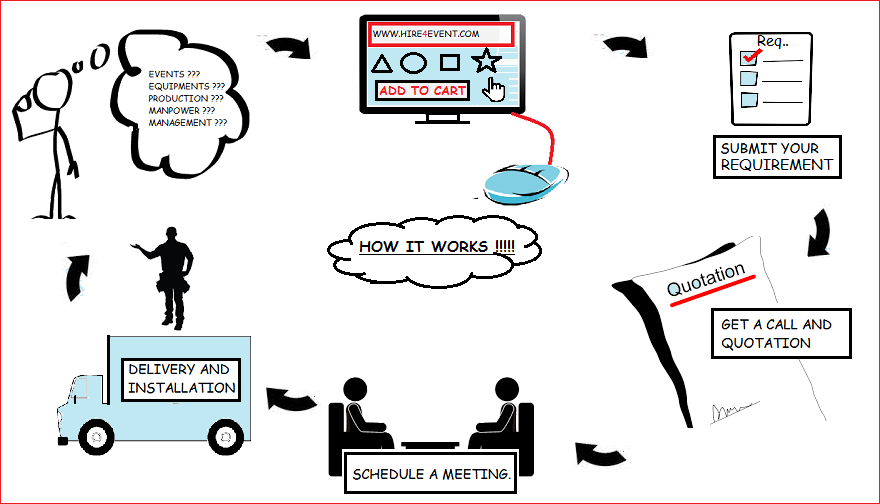 EVENTS ???
EQUIPMENTS ???
PRODUCTION ???
MANPOWER ???
MANAGEMENT ???
WWW.HIRE4EVENT.COM
ADD TO CART
Req..
SUBMIT YOUR
REQUIREMENT
HOW IT WORKS !!!!!
Quotation
GET A CALL AND
QUOTATION
DELIVERY AND
INSTALLATION
SCHEDULE A MEETING.